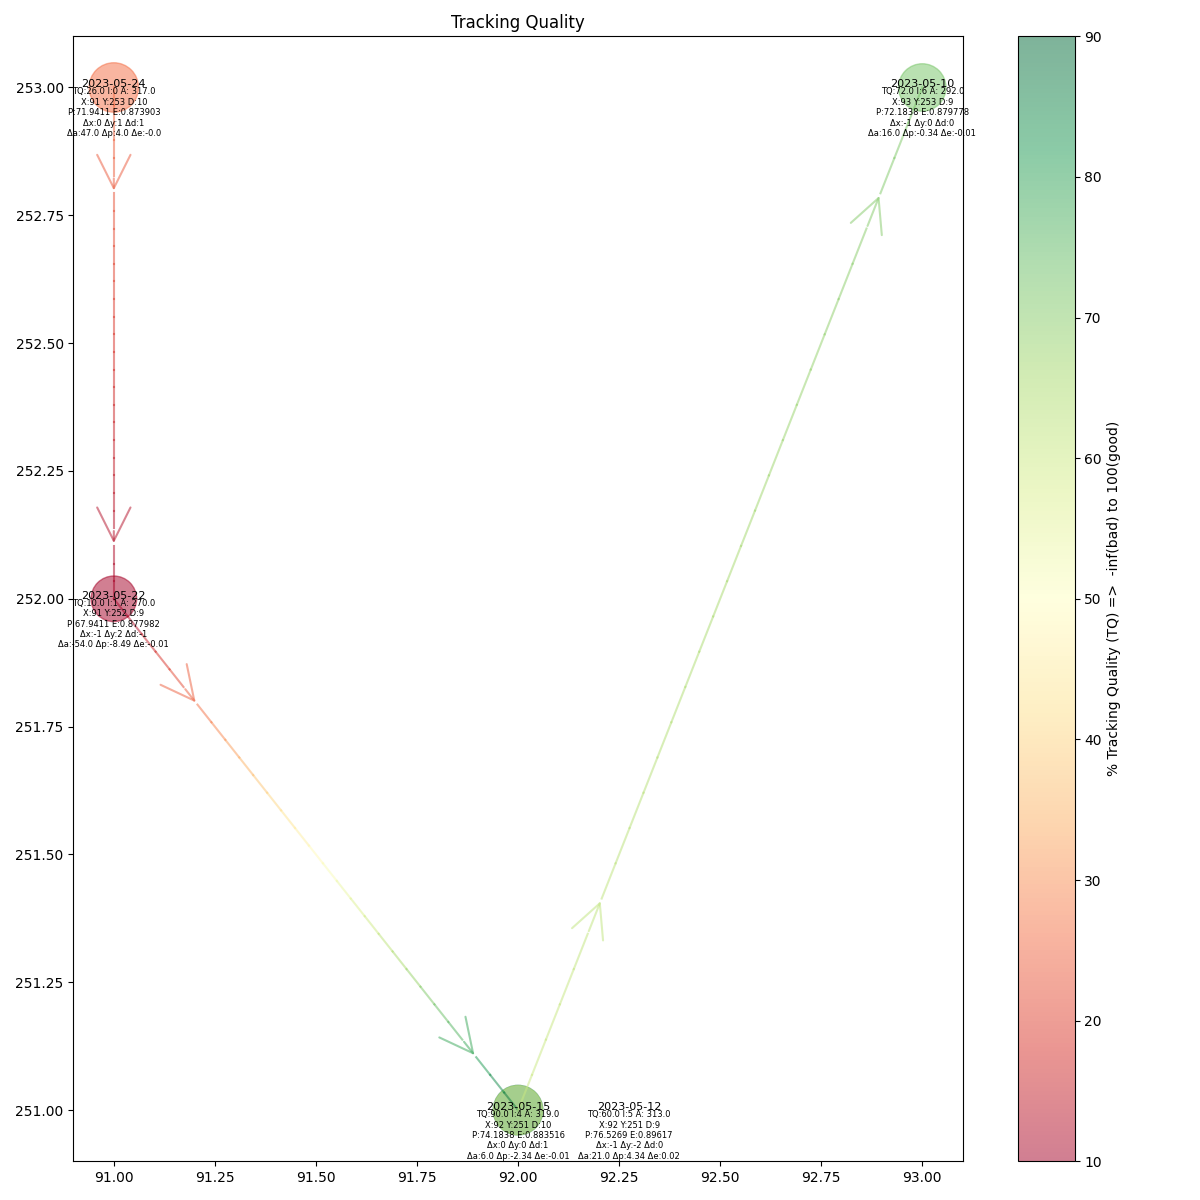 Tracking Quality
253.00
252.75
252.50
252.25
252.00
251.75
251.50
251.25
251.00
2023-05-24
TQ:26.0 I:0 A: 317.0
X:91 Y:253 D:10
P:71.9411 E:0.873903
Δx:0 Δy:1 Δd:1
Δa:47.0 Δp:4.0 Δe:-0.0
2023-05-10
TQ:72.0 I:6 A: 292.0
X:93 Y:253 D:9
P:72.1838 E:0.879778
Δx:-1 Δy:0 Δd:0
Δa:16.0 Δp:-0.34 Δe:-0.01
2023-05-22
TQ:10.0 I:1 A: 270.0
X:91 Y:252 D:9
P:67.9411 E:0.877982
Δx:-1 Δy:2 Δd:-1
Δa:-54.0 Δp:-8.49 Δe:-0.01
2023-05-15
TQ:90.0 I:4 A: 319.0
X:92 Y:251 D:10
P:74.1838 E:0.883516
Δx:0 Δy:0 Δd:1
Δa:6.0 Δp:-2.34 Δe:-0.01
2023-05-12
TQ:60.0 I:5 A: 313.0
X:92 Y:251 D:9
P:76.5269 E:0.89617
Δx:-1 Δy:-2 Δd:0
Δa:21.0 Δp:4.34 Δe:0.02
91.00 91.25 91.50 91.75 92.00 92.25 92.50 92.75 93.00
90
80
70
60
50
40
30
20
10
% Tracking Quality (TQ) =>  -inf(bad) to 100(good)